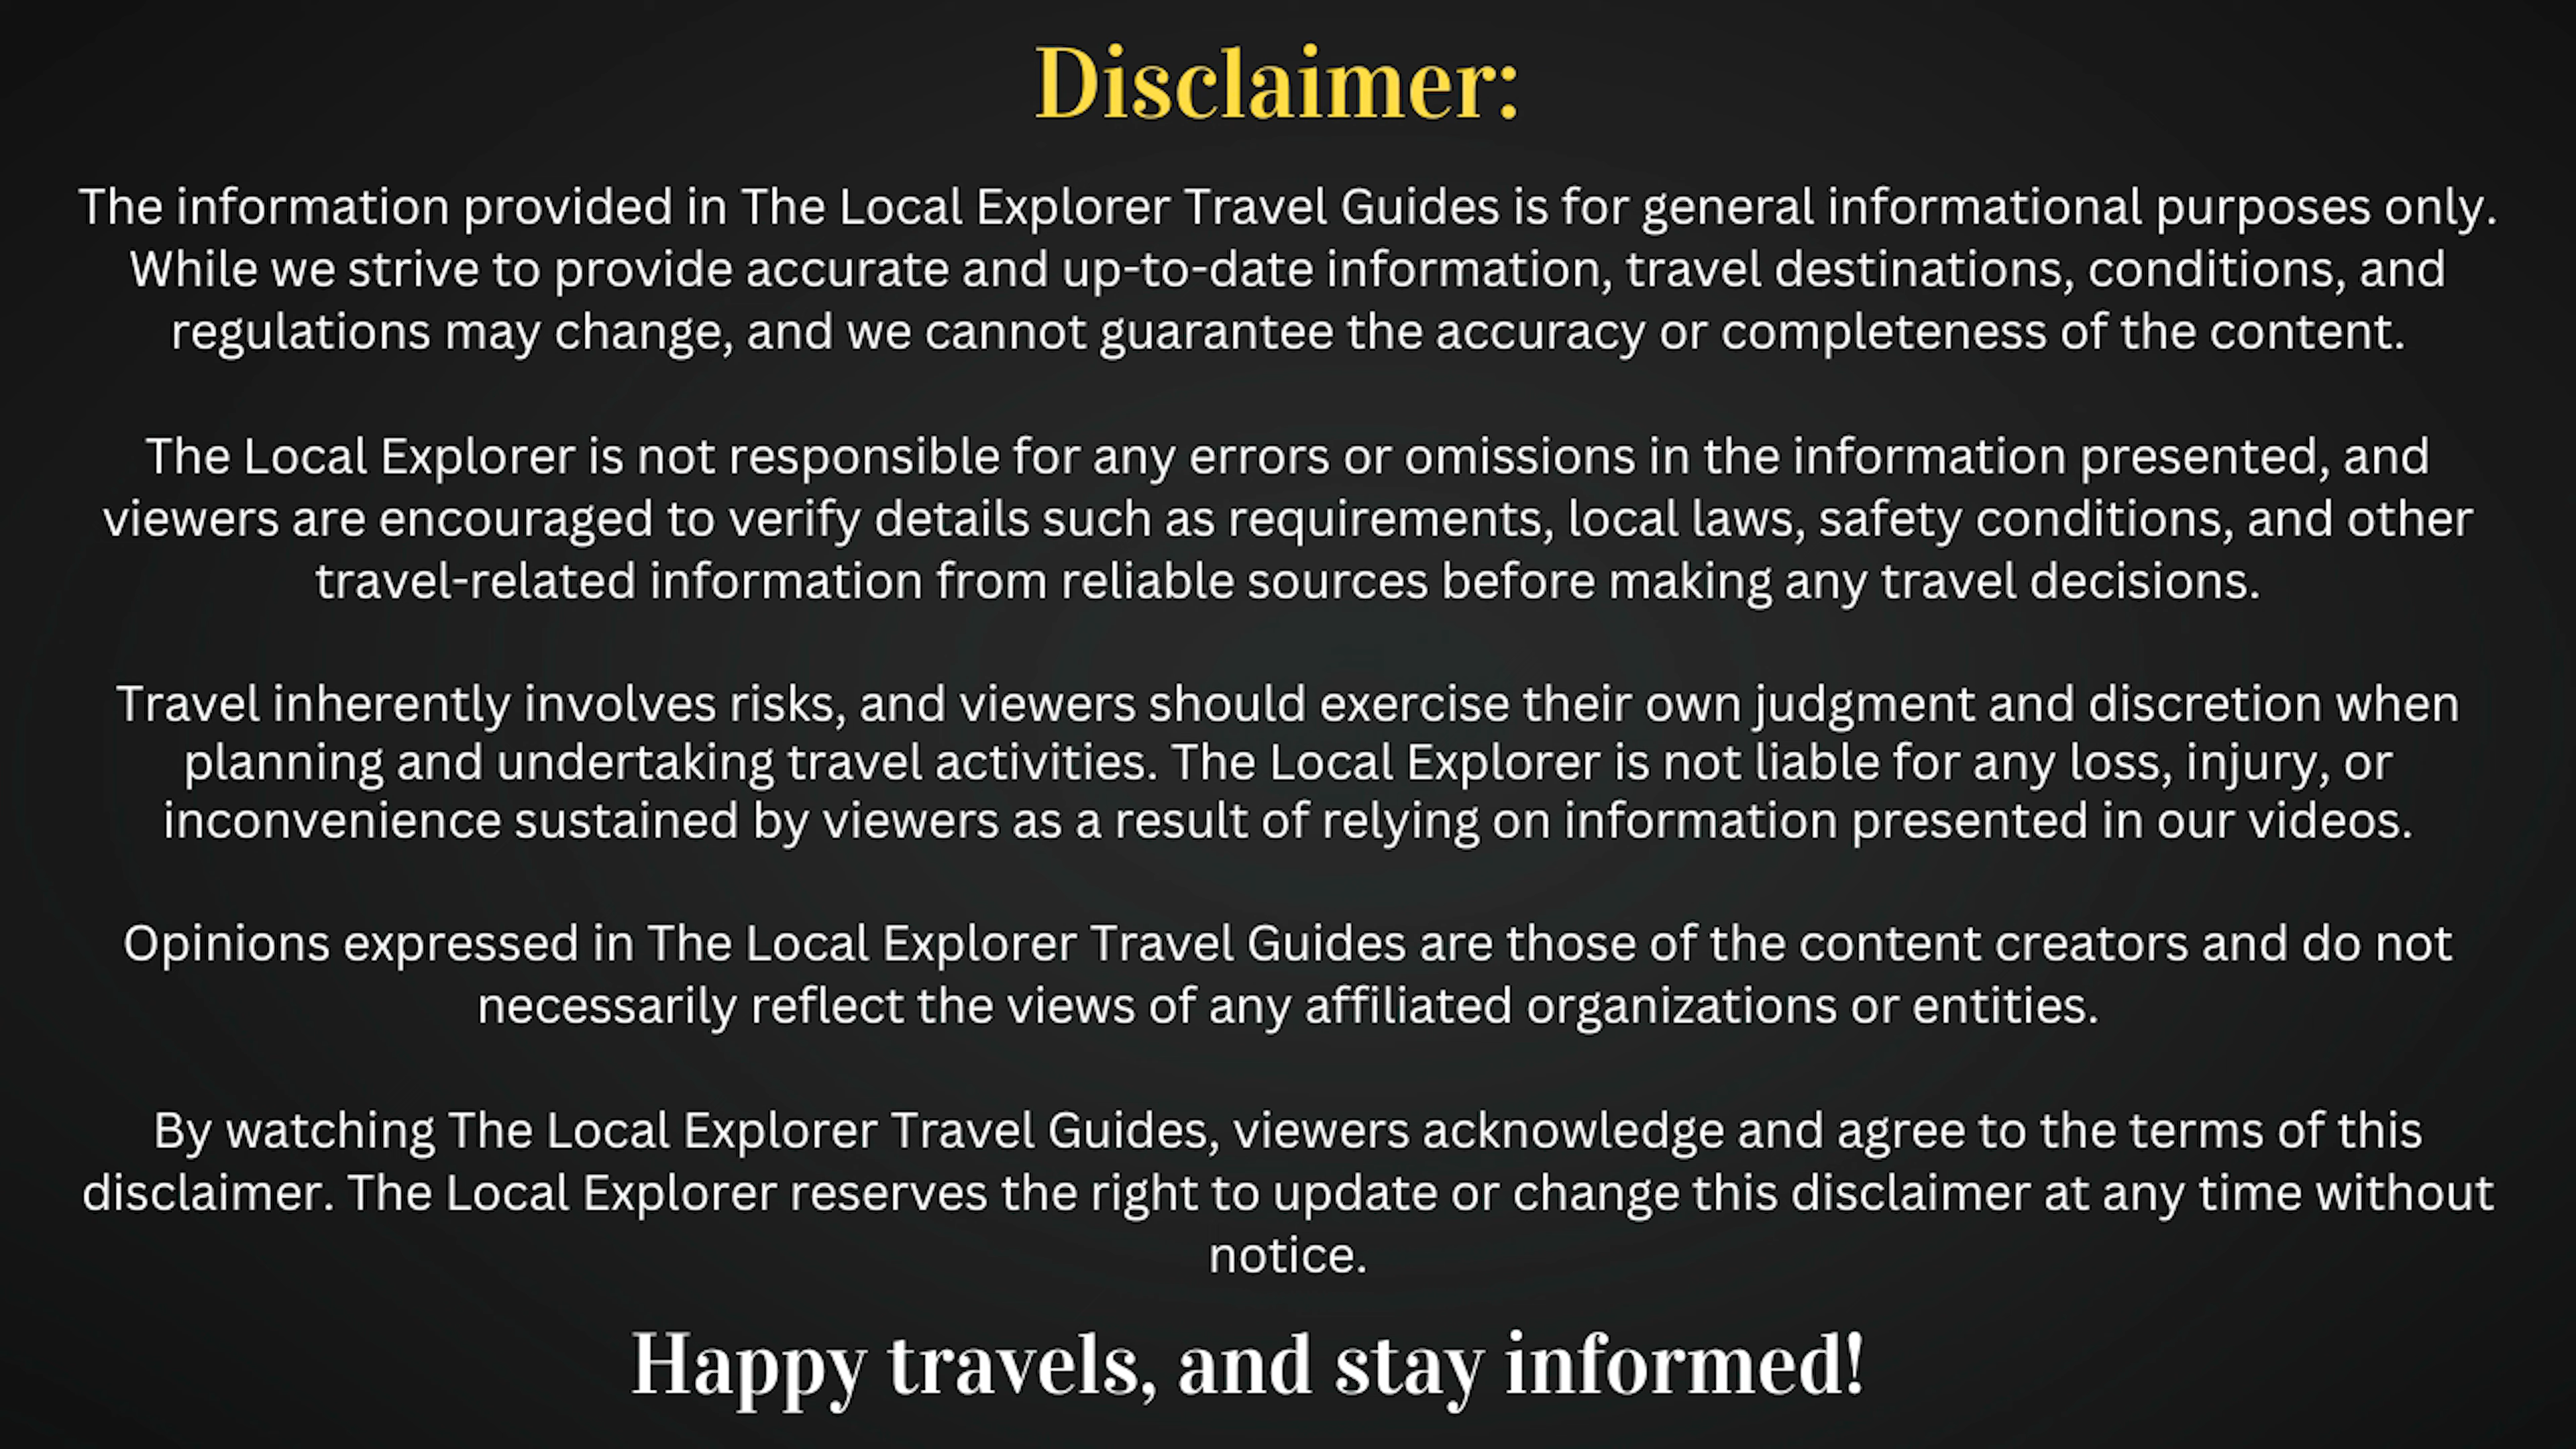 Disclaimer:
The information provided in The Local Explorer Travel Guides is for general informational purposes only.
While we strive to provide accurate and up-to-date information, travel destinations, conditions, and
regulations may change, and we cannot guarantee the accuracy or completeness of the content.
The Local Explorer is not responsible for any errors or omissions in the information presented, and
viewers are encouraged to verify details such as requirements, local laws, safety conditions, and other
travel-related information from reliable sources before making any travel decisions.
Travel inherently involves risks, and viewers should exercise their own judgment and discretion when
planning and undertaking travel activities. The Local Explorer is not liable for any loss, injury, or
inconvenience sustained by viewers as a result of relying on information presented in our videos.
Opinions expressed in The Local Explorer Travel Guides are those of the content creators and do not
necessarily reflect the views of any affiliated organizations or entities.
By watching The Local Explorer Travel Guides, viewers acknowledge and agree to the terms of this
disclaimer. The Local Explorer reserves the right to update or change this disclaimer at any time without
notice.
Happy travels, and stay informed!